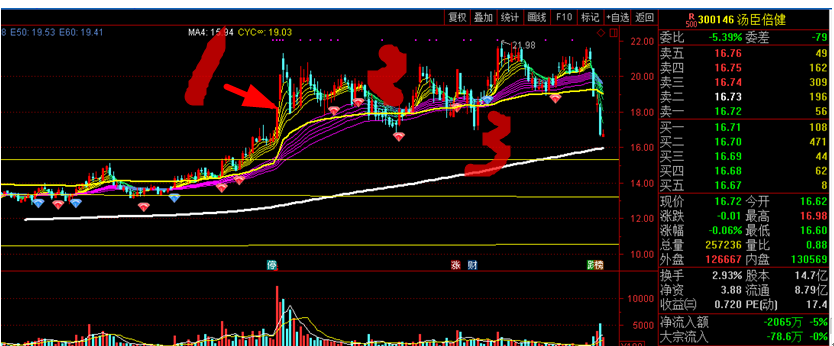 复权 叠加 统计 画线 F10 标记 +自选 返回
R 500 300146 汤臣倍健
8 E50: 19.53 E60: 19.41 MA4: 15.94 CYC∞: 19.03
21.98
1
3
3
22.00
20.00
18.00
16.00
14.00
12.00
10.00
停 涨 财 榜
10000
5000
委比 -5.39% 委差 -79
卖五 16.76 49
卖四 16.75 162
卖三 16.74 309
卖二 16.73 196
卖一 16.72 56
买一 16.71 108
买二 16.70 471
买三 16.69 44
买四 16.68 62
买五 16.67 8
现价 16.72 今开 16.62
涨跌 -0.01 最高 16.98
涨幅 -0.06% 最低 16.60
总量 257236 量比 0.88
外盘 126667 内盘 130569
换手 2.93% 股本 14.7亿
净资 3.88 流通 8.79亿
收益㈢ 0.720 PE(动) 17.4
净流入额 -2065万 -5%
大宗流入 -78.6万 -0%